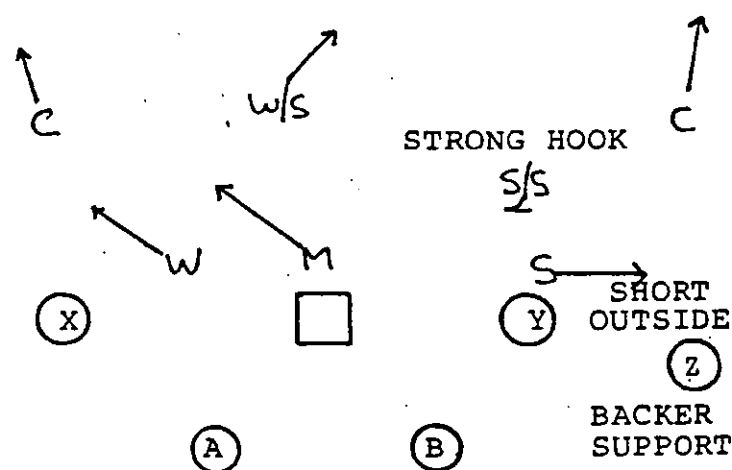 C
W/S
C
STRONG HOOK
S/S
W
M
S
SHORT
X
Y
OUTSIDE
Z
BACKER
A
B
SUPPORT